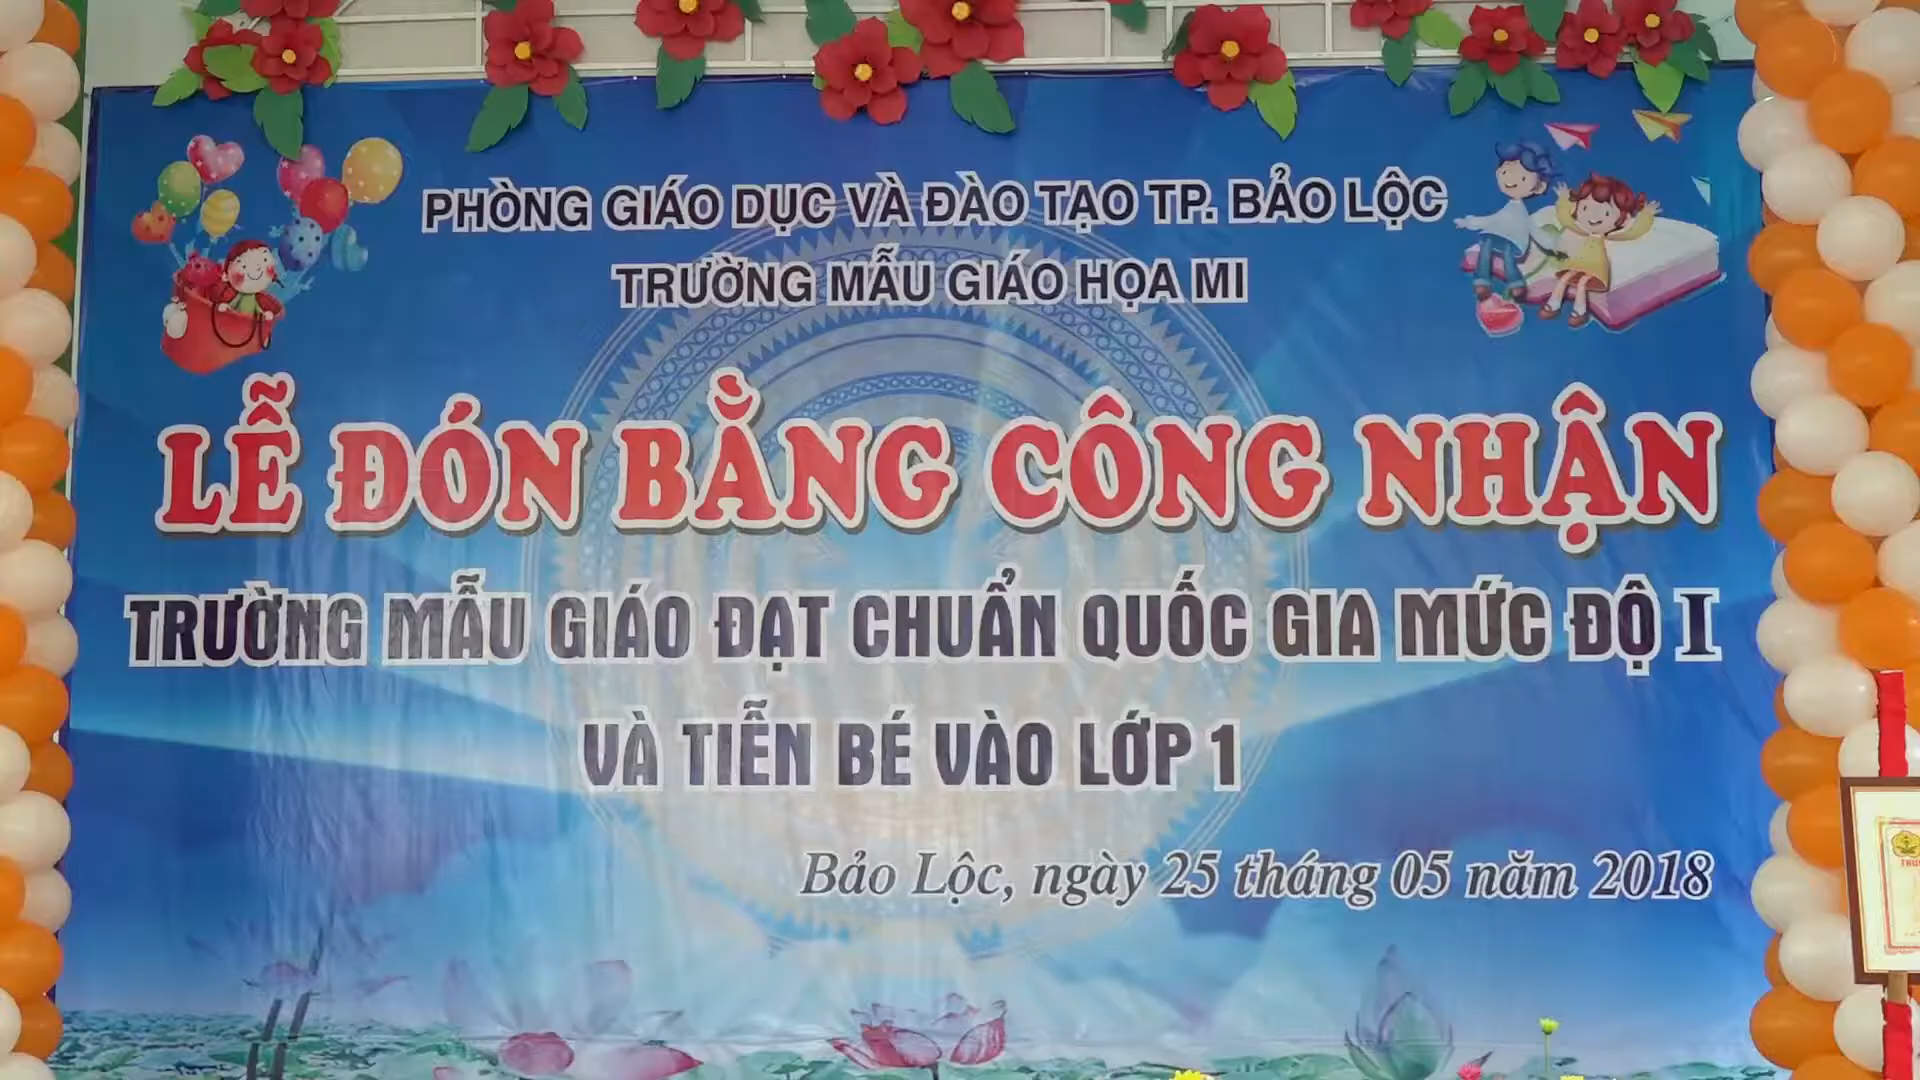 PHÒNG GIÁO DỤC VÀ ĐÀO TẠO TP. BẢO LỘC
TRƯỜNG MẪU GIÁO HỌA MI
LỄ ĐÓN BẰNG CÔNG NHẬN
TRƯỜNG MẪU GIÁO ĐẠT CHUẨN QUỐC GIA MỨC ĐỘ I
VÀ TIỄN BÉ VÀO LỚP 1
Bảo Lộc, ngày 25 tháng 05 năm 2018